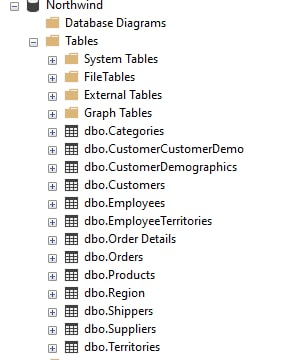 Northwind
Database Diagrams
Tables
System Tables
FileTables
External Tables
Graph Tables
dbo.Categories
dbo.CustomerCustomerDemo
dbo.CustomerDemographics
dbo.Customers
dbo.Employees
dbo.EmployeeTerritories
dbo.Order Details
dbo.Orders
dbo.Products
dbo.Region
dbo.Shippers
dbo.Suppliers
dbo.Territories